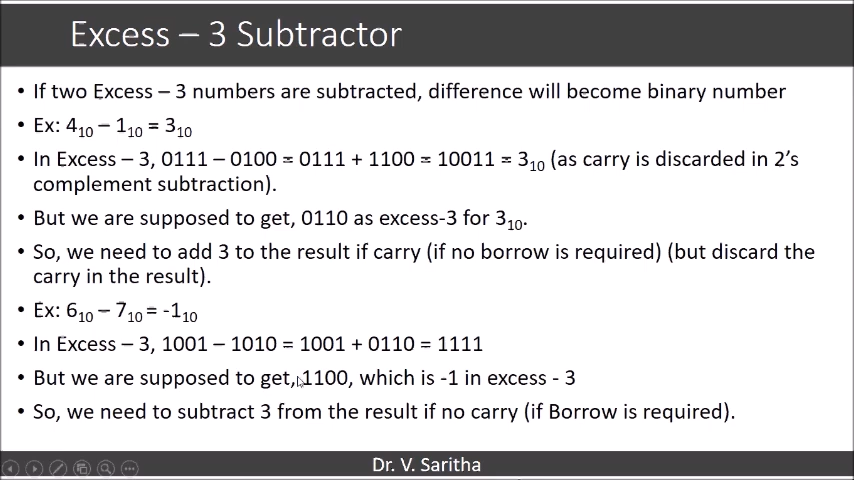 Excess – 3 Subtractor
• If two Excess – 3 numbers are subtracted, difference will become binary number
• Ex: 4₁₀ – 1₁₀ = 3₁₀
• In Excess – 3, 0111 – 0100 = 0111 + 1100 = 10011 = 3₁₀ (as carry is discarded in 2's
complement subtraction).
• But we are supposed to get, 0110 as excess-3 for 3₁₀.
• So, we need to add 3 to the result if carry (if no borrow is required) (but discard the
carry in the result).
• Ex: 6₁₀ – 7₁₀ = -1₁₀
• In Excess – 3, 1001 – 1010 = 1001 + 0110 = 1111
• But we are supposed to get, 1100, which is -1 in excess - 3
• So, we need to subtract 3 from the result if no carry (if Borrow is required).
Dr. V. Saritha